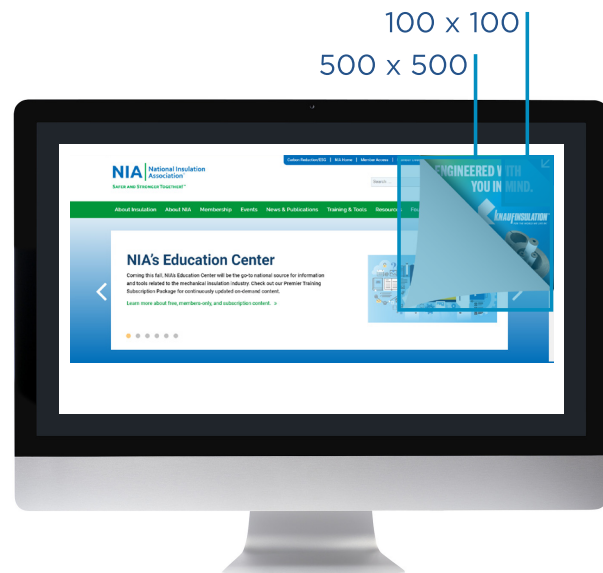 100 x 100
500 x 500
Carbon Reduction/ESG | NIA Home | Member Access |
NIA National Insulation Association®
SAFER AND STRONGER TOGETHER™
Search ...
ENGINEERED WITH
YOU IN MIND.
KNAUFINSULATION
About Insulation About NIA Membership Events News & Publications Training & Tools Resources
NIA's Education Center
Coming this fall, NIA's Education Center will be the go-to national source for information
and tools related to the mechanical insulation industry. Check out our Premier Training
Subscription Package for continuously updated on-demand content.
Learn more about free, members-only, and subscription content. >